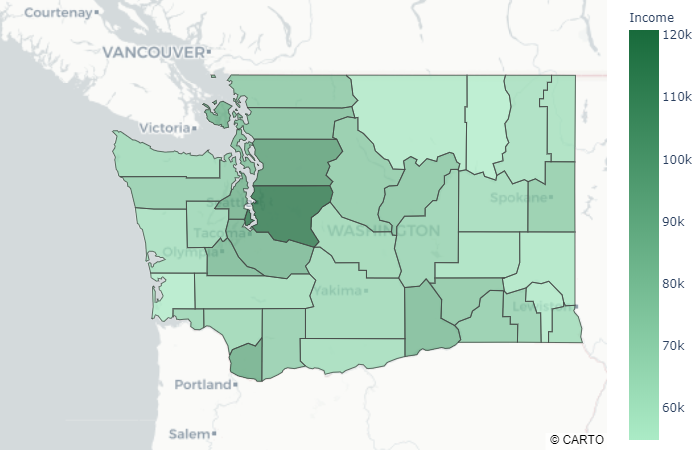 Courtenay
VANCOUVER
Victoria
Seattle
Tacoma
Olympia
WASHINGTON
Spokane
Yakima
Lewiston
Portland
Salem
© CARTO
Income
120k
110k
100k
90k
80k
70k
60k